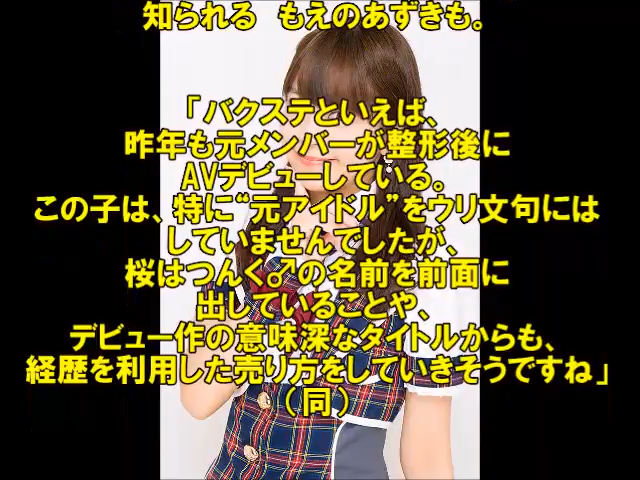 知られる　もえのあずきも。
「バクステといえば、
昨年も元メンバーが整形後に
AVデビューしている。
この子は、特に“元アイドル”をウリ文句には
していませんでしたが、
桜はつんく♂の名前を前面に
出していることや、
デビュー作の意味深なタイトルからも、
経歴を利用した売り方をしていきそうですね」
（同）